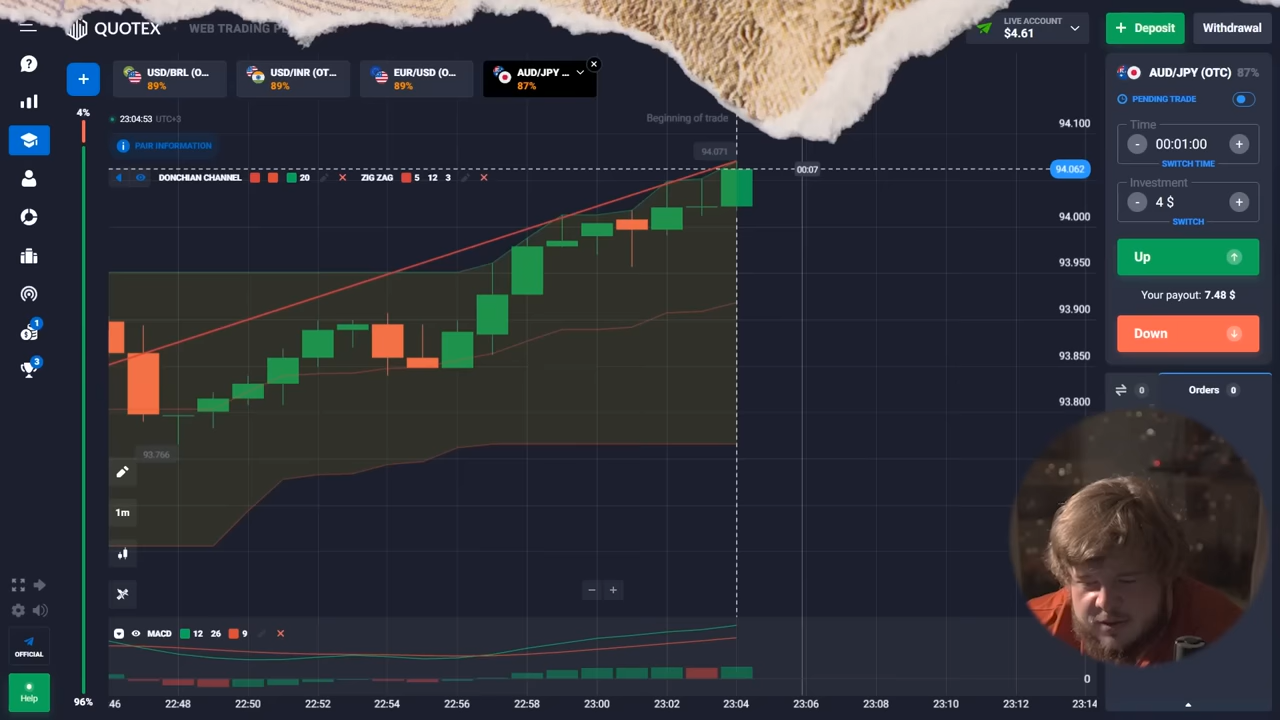 QUOTEX
WEB TRADING P
LIVE ACCOUNT
$4.61
Deposit
Withdrawal
USD/BRL (O...
89%
USD/INR (OT...
89%
EUR/USD (O...
89%
AUD/JPY ...
87%
AUD/JPY (OTC) 87%
PENDING TRADE
Time
- 00:01:00 +
SWITCH TIME
Investment
- 4 $ +
SWITCH
Up
Your payout: 7.48 $
Down
0
Orders 0
4%
23:04:53 UTC+3
Beginning of trade
PAIR INFORMATION
94.071
DONCHIAN CHANNEL 20
ZIG ZAG 5 12 3
00:07
94.100
94.062
94.000
93.950
93.900
93.850
93.800
93.766
1
3
1m
MACD 12 26 9
0
OFFICIAL
Help
96%
46 22:48 22:50 22:52 22:54 22:56 22:58 23:00 23:02 23:04 23:06 23:08 23:10 23:12 23:14